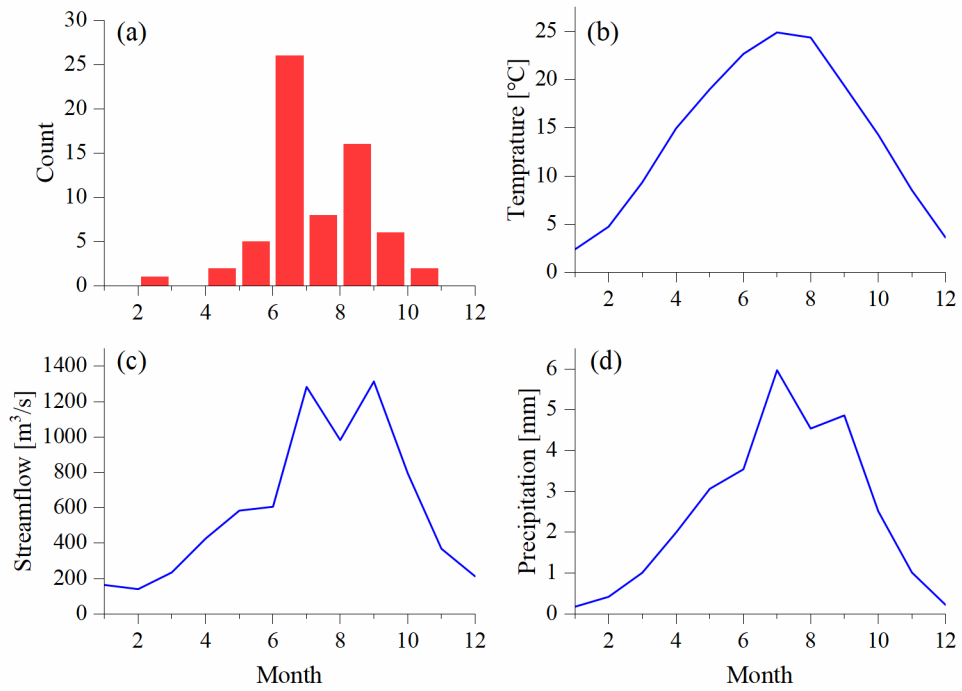 (a)
30
25
20
15
10
5
0
Count
2 4 6 8 10 12
(b)
25
20
15
10
5
0
Temprature [℃]
2 4 6 8 10 12
(c)
1400
1200
1000
800
600
400
200
0
Streamflow [m³/s]
2 4 6 8 10 12
Month
(d)
6
5
4
3
2
1
0
Precipitation [mm]
2 4 6 8 10 12
Month